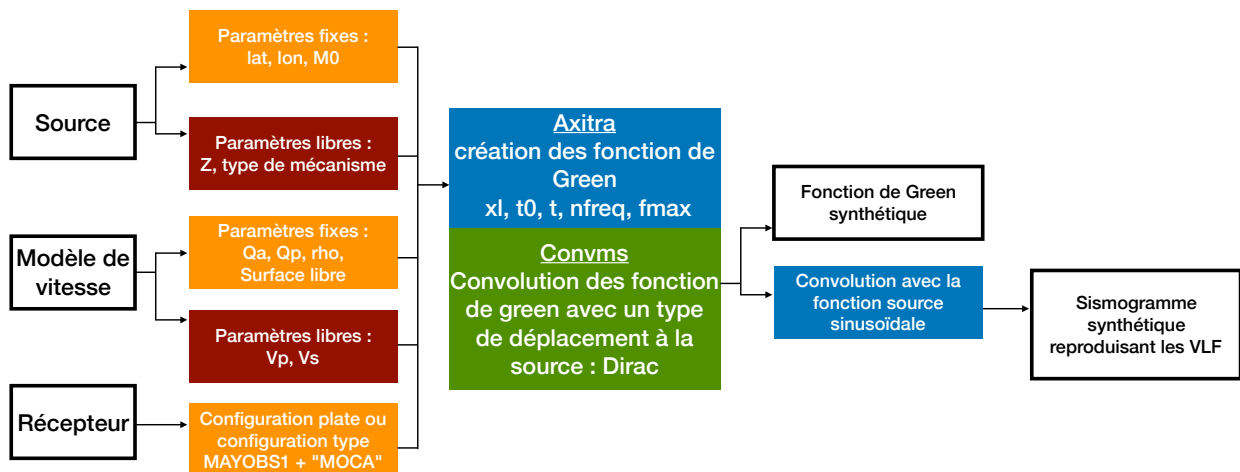 Source
Paramètres fixes :
lat, lon, M0
Paramètres libres :
Z, type de mécanisme
Modèle de
vitesse
Paramètres fixes :
Qa, Qp, rho,
Surface libre
Paramètres libres :
Vp, Vs
Récepteur
Configuration plate ou
configuration type
MAYOBS1 + "MOCA"
Axitra
création des fonction de
Green
xl, t0, t, nfreq, fmax
Convms
Convolution des fonction
de green avec un type
de déplacement à la
source : Dirac
Fonction de Green
synthétique
Convolution avec la
fonction source
sinusoïdale
Sismogramme
synthétique
reproduisant les VLF